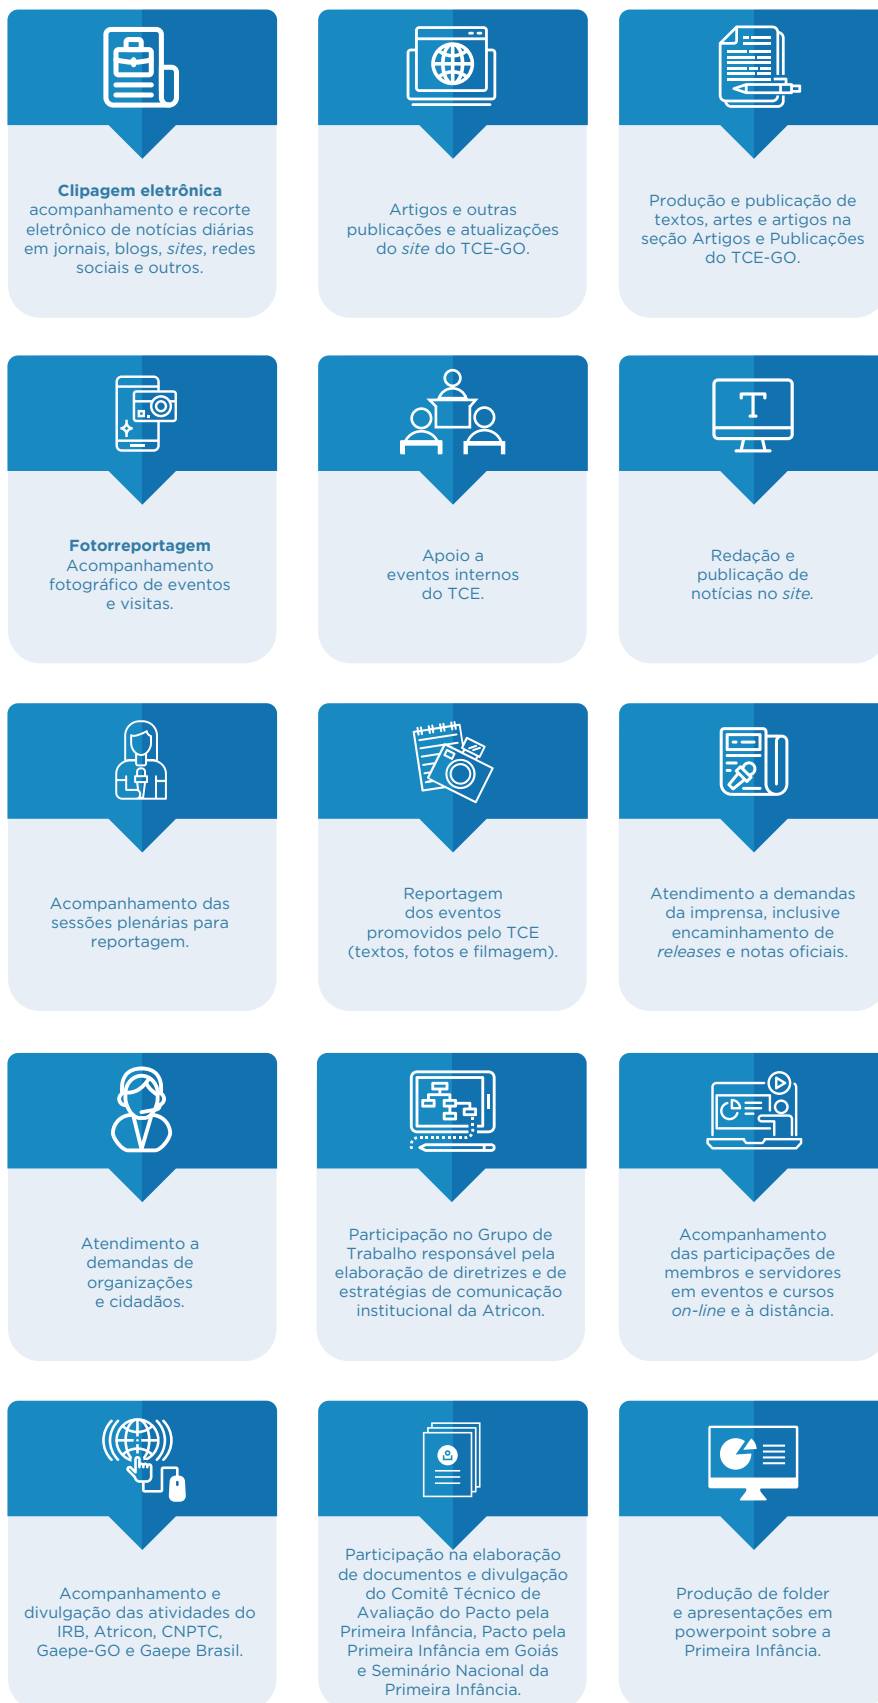 Clipagem eletrônica
acompanhamento e recorte
eletrônico de notícias diárias
em jornais, blogs, sites, redes
sociais e outros.
Artigos e outras
publicações e atualizações
do site do TCE-GO.
Produção e publicação de
textos, artes e artigos na
seção Artigos e Publicações
do TCE-GO.
Fotorreportagem
Acompanhamento
fotográfico de eventos
e visitas.
Apoio a
eventos internos
do TCE.
T
Redação e
publicação de
notícias no site.
Acompanhamento das
sessões plenárias para
reportagem.
Reportagem
dos eventos
promovidos pelo TCE
(textos, fotos e filmagem).
Atendimento a demandas
da imprensa, inclusive
encaminhamento de
releases e notas oficiais.
Atendimento a
demandas de
organizações
e cidadãos.
Participação no Grupo de
Trabalho responsável pela
elaboração de diretrizes e de
estratégias de comunicação
institucional da Atricon.
Acompanhamento
das participações de
membros e servidores
em eventos e cursos
on-line e à distância.
Acompanhamento e
divulgação das atividades do
IRB, Atricon, CNPTC,
Gaepe-GO e Gaepe Brasil.
Participação na elaboração
de documentos e divulgação
do Comitê Técnico de
Avaliação do Pacto pela
Primeira Infância, Pacto pela
Primeira Infância em Goiás
e Seminário Nacional da
Primeira Infância.
Produção de folder
e apresentações em
powerpoint sobre a
Primeira Infância.